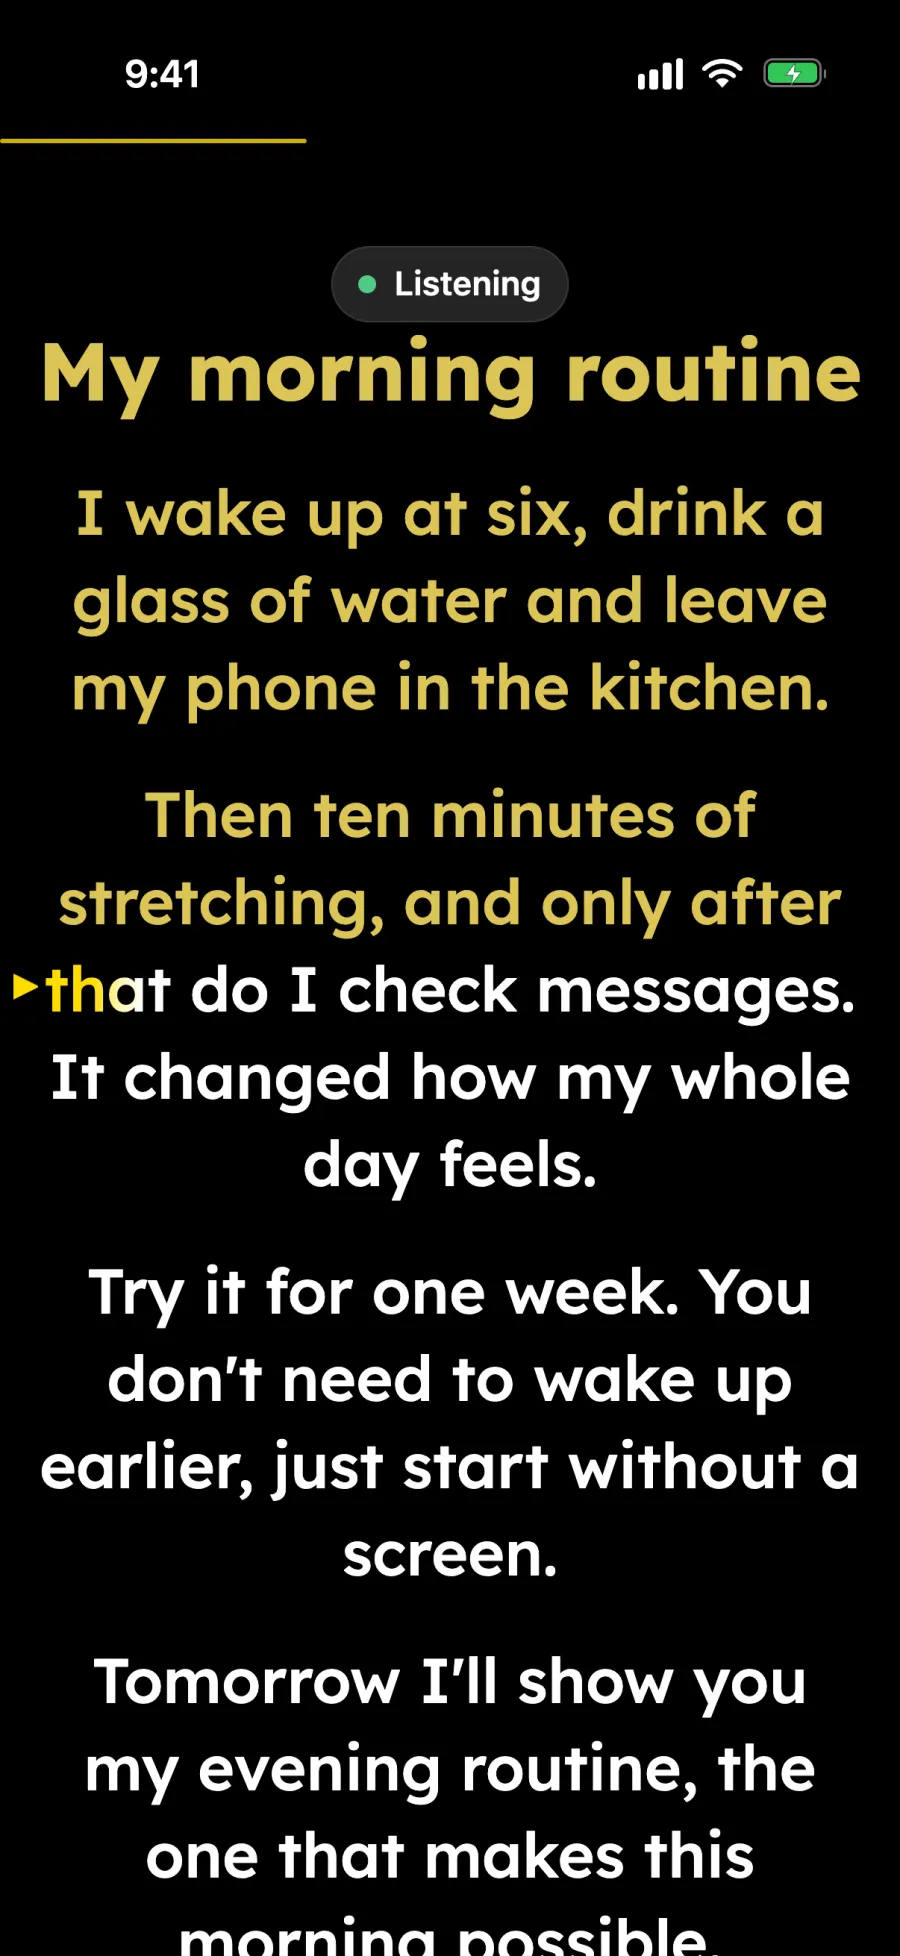 9:41
Listening
My morning routine
I wake up at six, drink a
glass of water and leave
my phone in the kitchen.
Then ten minutes of
stretching, and only after
that do I check messages.
It changed how my whole
day feels.
Try it for one week. You
don't need to wake up
earlier, just start without a
screen.
Tomorrow I'll show you
my evening routine, the
one that makes this
morning possible.